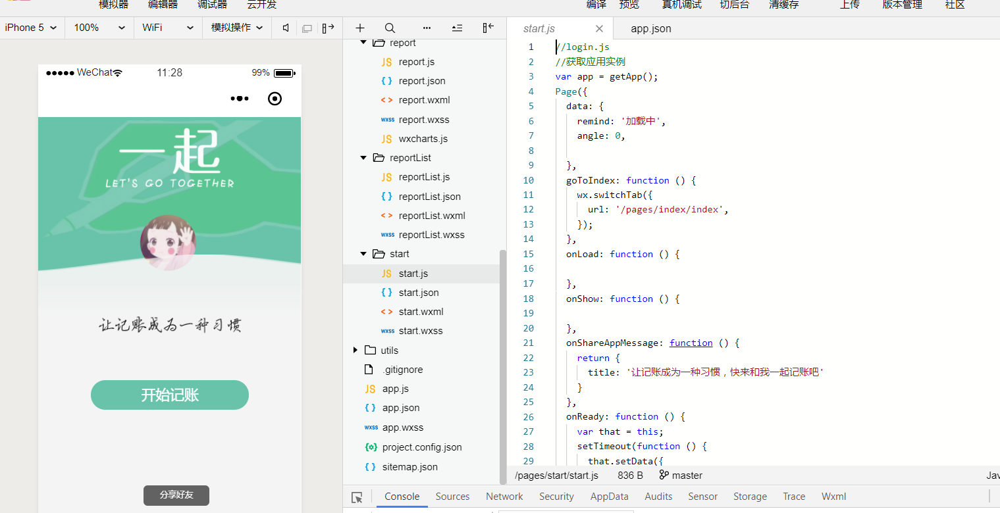 模拟器 编辑器 调试器 云开发 编译 预览 真机调试 切后台 清缓存 上传 版本管理 社区
iPhone 5 100% WiFi 模拟操作
start.js app.json
WeChat 11:28 99%
一起
LET'S GO TOGETHER
让记账成为一种习惯
开始记账
分享好友
report
JS report.js
{ } report.json
< > report.wxml
wxss report.wxss
JS wxcharts.js
reportList
JS reportList.js
{ } reportList.json
< > reportList.wxml
wxss reportList.wxss
start
JS start.js
{ } start.json
< > start.wxml
wxss start.wxss
utils
.gitignore
JS app.js
{ } app.json
wxss app.wxss
project.config.json
{ } sitemap.json
1 //login.js
2 //获取应用实例
3 var app = getApp();
4 Page({
5 data: {
6 remind: '加载中',
7 angle: 0,
8
9 },
10 goToIndex: function () {
11 wx.switchTab({
12 url: '/pages/index/index',
13 });
14 },
15 onLoad: function () {
16
17 },
18 onShow: function () {
19
20 },
21 onShareAppMessage: function () {
22 return {
23 title: '让记账成为一种习惯，快来和我一起记账吧'
24 }
25 },
26 onReady: function () {
27 var that = this;
28 setTimeout(function () {
29 that.setData({
/pages/start/start.js 836 B master Jav
Console Sources Network Security AppData Audits Sensor Storage Trace Wxml